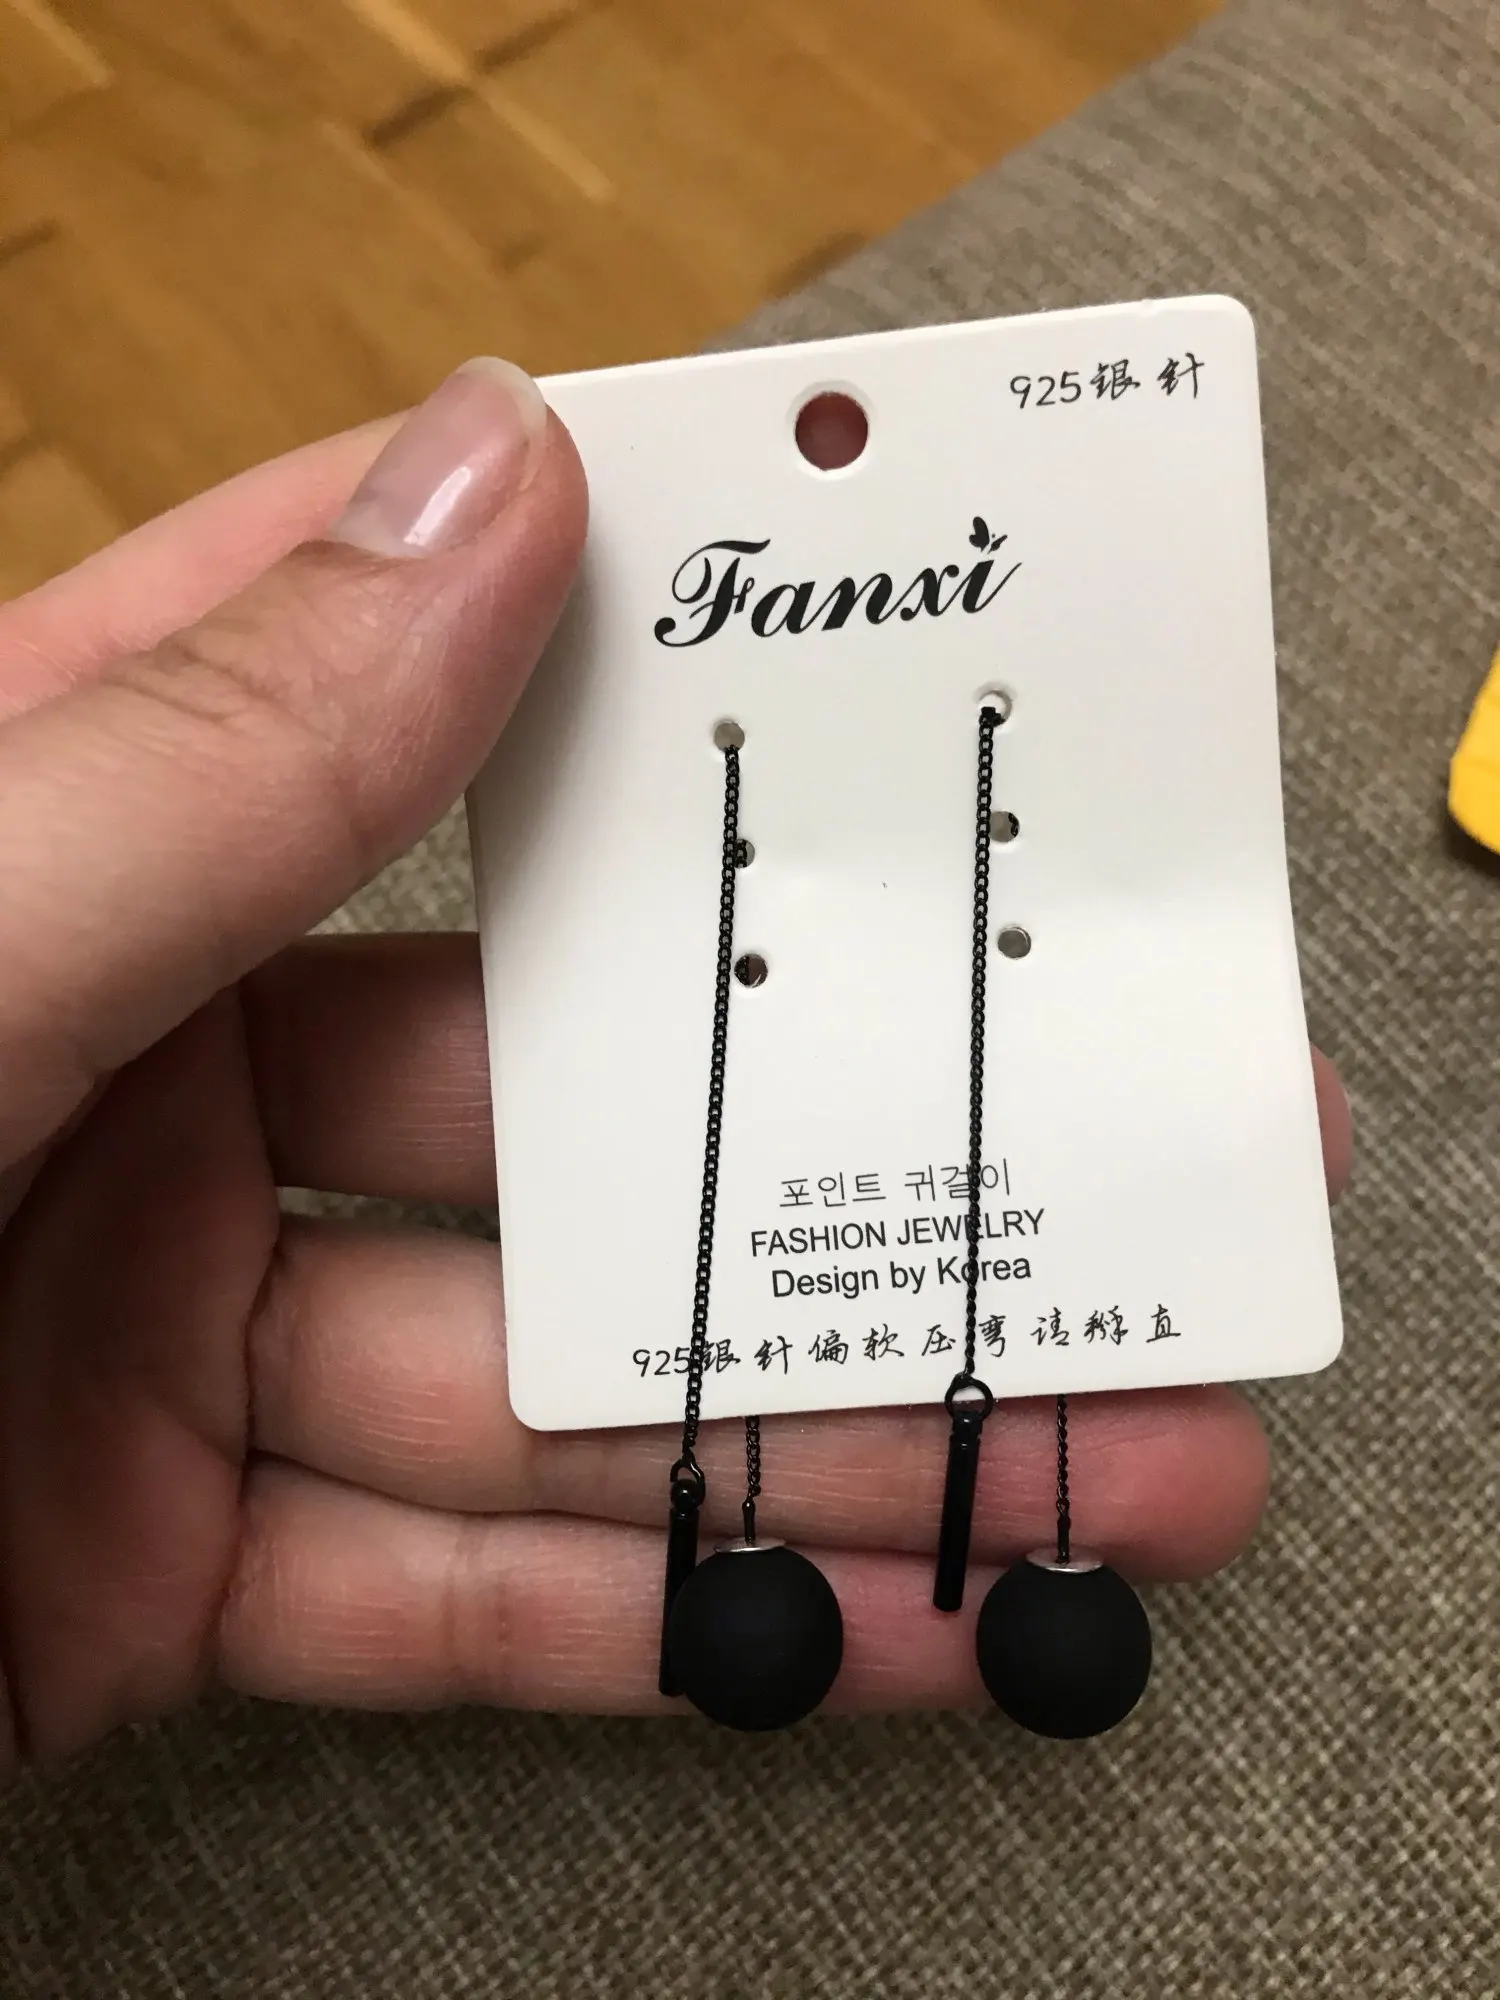 925银针
Fanxi
포인트 귀걸이
FASHION JEWELRY
Design by Korea
925银针偏软压弯请掰直